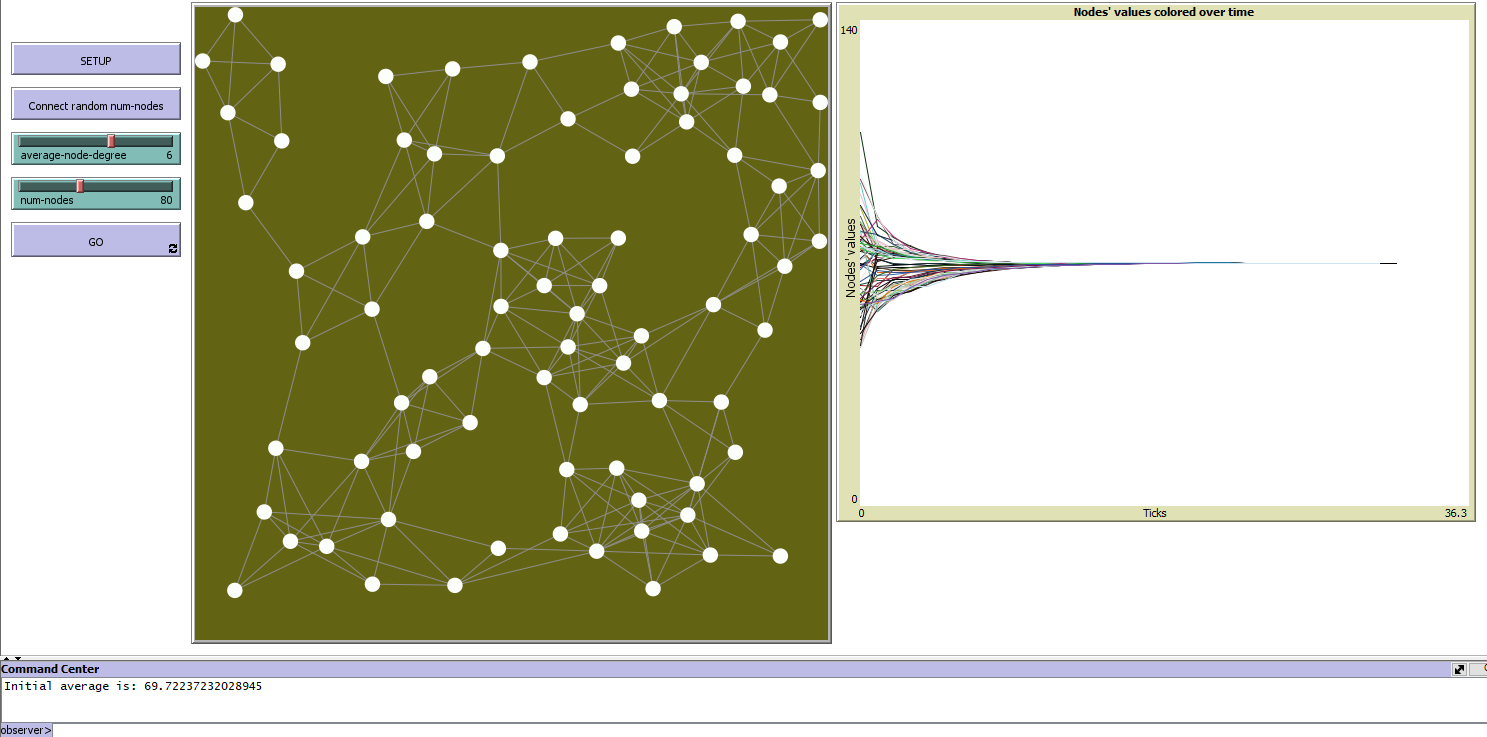 SETUP
Connect random num-nodes
average-node-degree 6
num-nodes 80
GO
Nodes' values colored over time
140
Nodes' values
0
0 Ticks 36.3
Command Center
Initial average is: 69.72237232028945
observer>